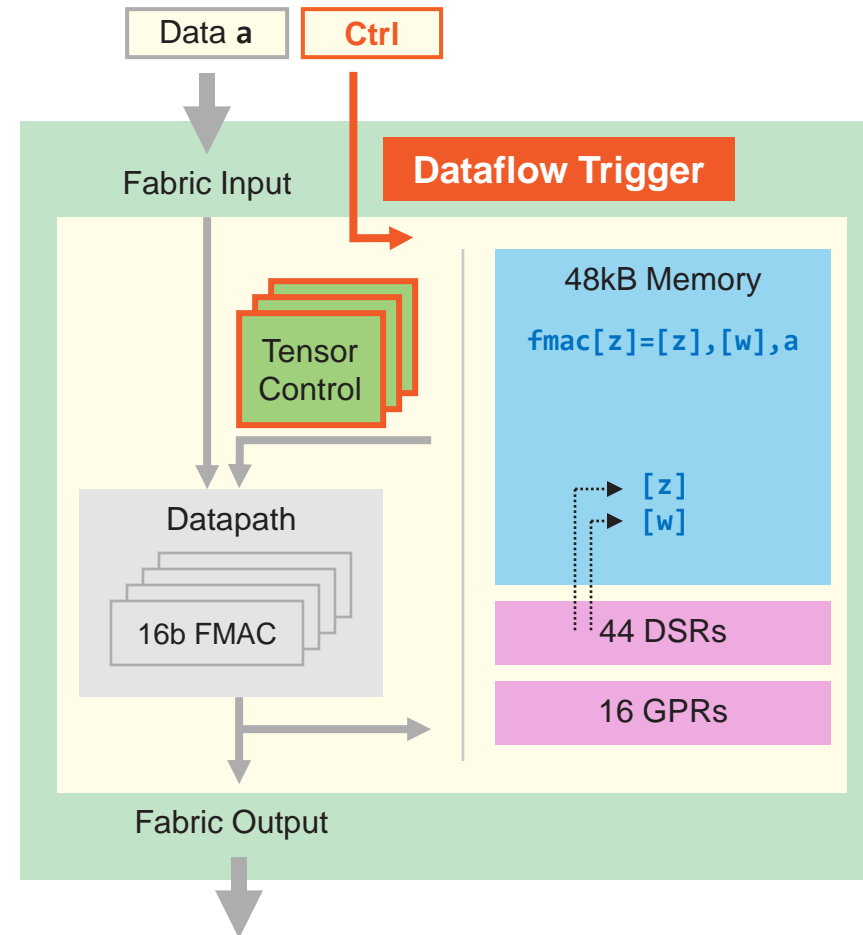 Data a
Ctrl
Dataflow Trigger
Fabric Input
48kB Memory
fmac[z]=[z],[w],a
Tensor
Control
[z]
[w]
Datapath
16b FMAC
44 DSRs
16 GPRs
Fabric Output